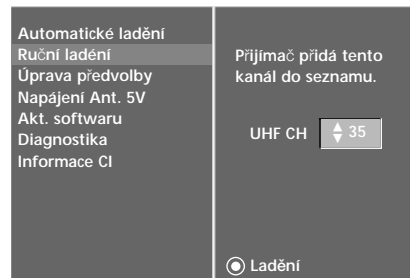 Automatické ladění
Ruční ladéní
Úprava předvolby
Napájení Ant. 5V
Akt. softwaru
Diagnostika
Informace CI
Přijímač přidá tento
kanál do seznamu.
UHF CH 35
Ladění